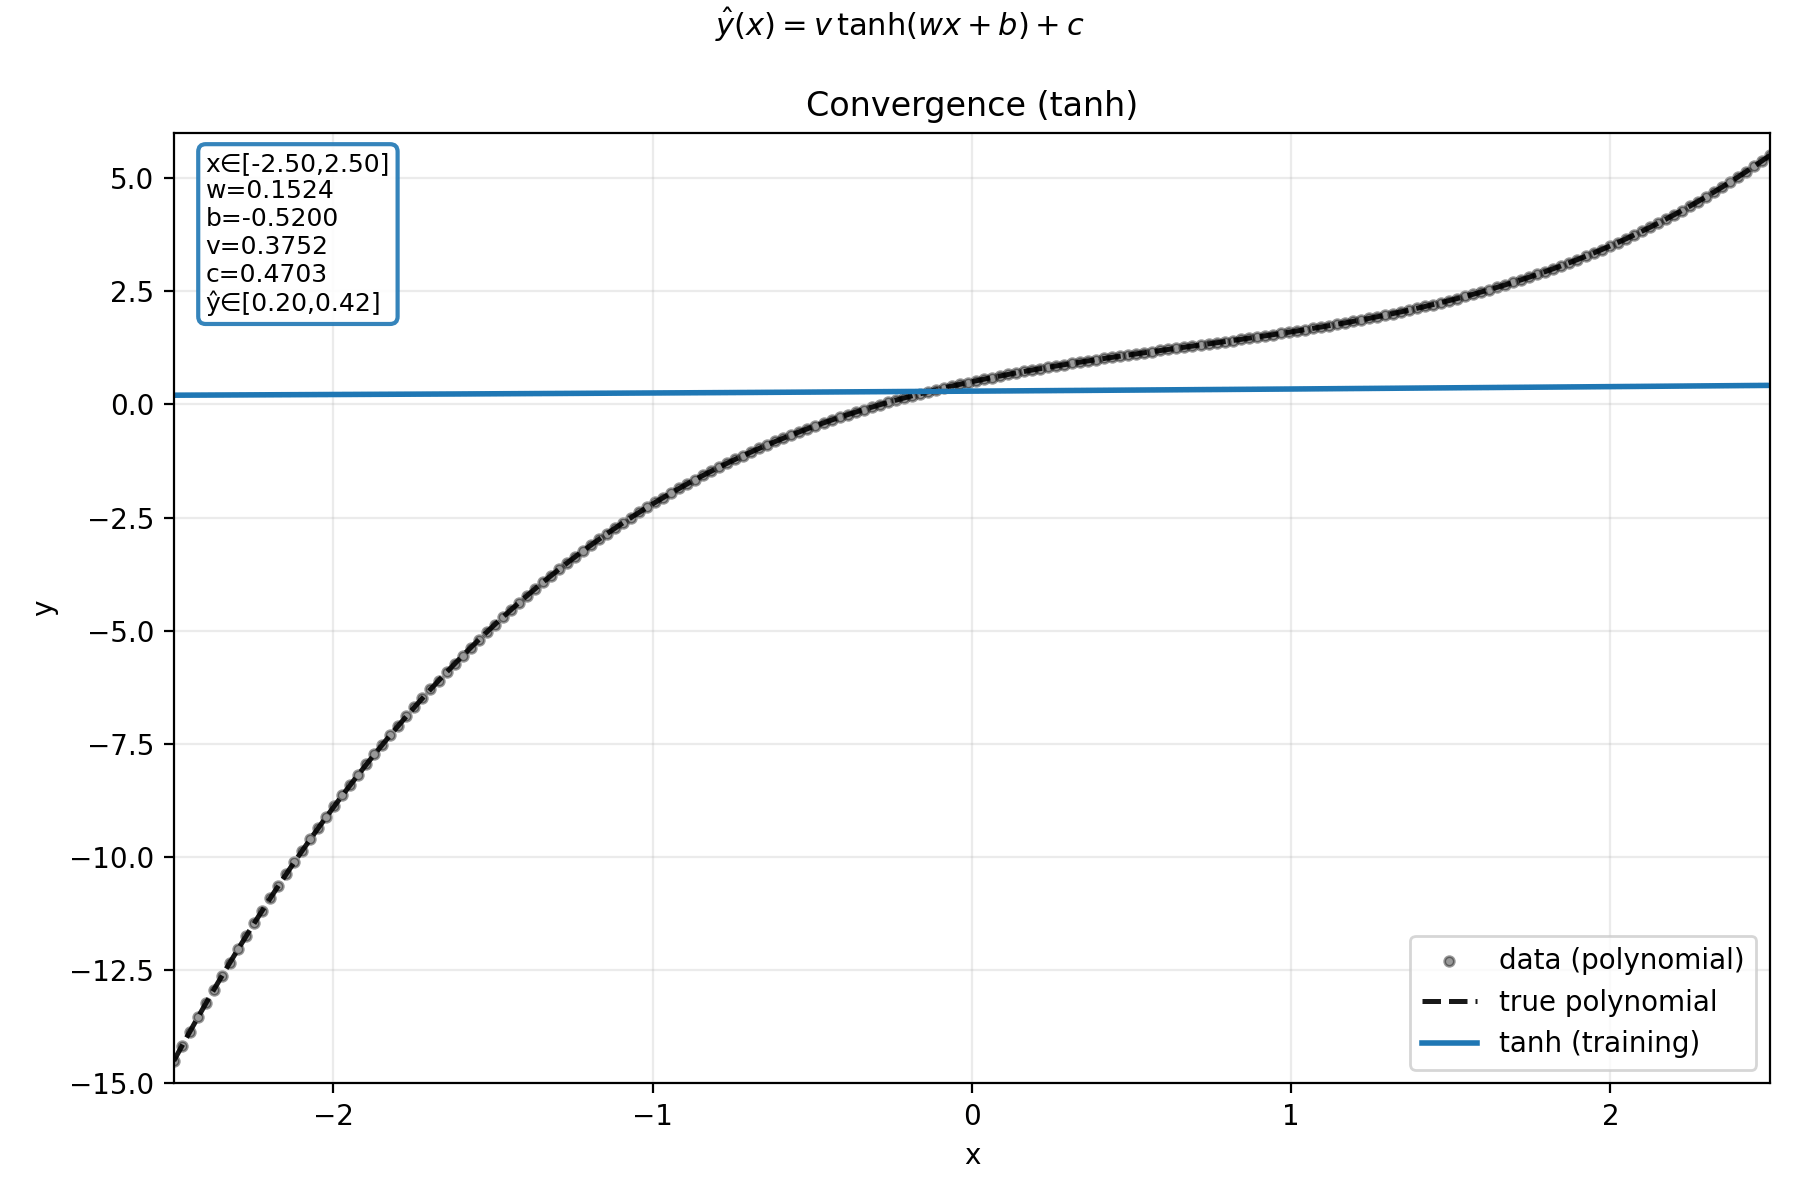 ŷ(x) = v tanh(wx + b) + c
Convergence (tanh)
x∈[-2.50,2.50]
w=0.1524
b=-0.5200
v=0.3752
c=0.4703
ŷ∈[0.20,0.42]
5.0
2.5
0.0
−2.5
−5.0
−7.5
−10.0
−12.5
−15.0
y
data (polynomial)
true polynomial
tanh (training)
−2 −1 0 1 2
x